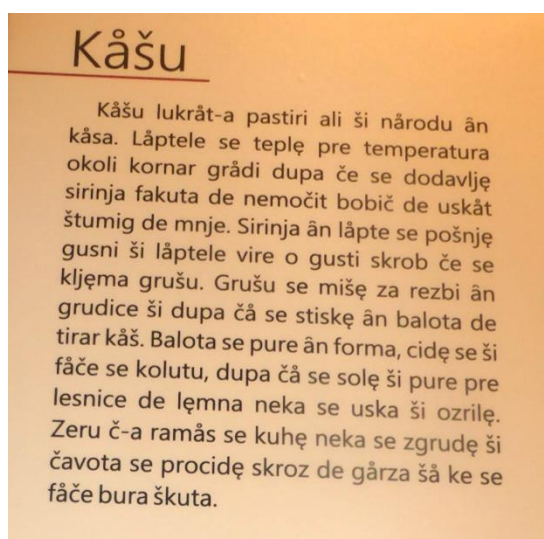 Kåšu
Kåšu lukråt-a pastiri ali ši nårodu ân
kåsa. Låptele se teplę pre temperatura
okoli kornar grådi dupa če se dodavlję
sirinja fakuta de nemočit bobič de uskåt
štumig de mnje. Sirinja ân låpte se pošnję
gusni ši låptele vire o gusti skrob če se
kljęma grušu. Grušu se mišę za rezbi ân
grudice ši dupa čå se stiskę ân balota de
tirar kåš. Balota se pure ân forma, cidę se ši
fåče se kolutu, dupa čå se solę ši pure pre
lesnice de lęmna neka se uska ši ozrilę.
Zeru č-a ramås se kuhę neka se zgrudę ši
čavota se procidę skroz de gårza šå ke se
fåče bura škuta.